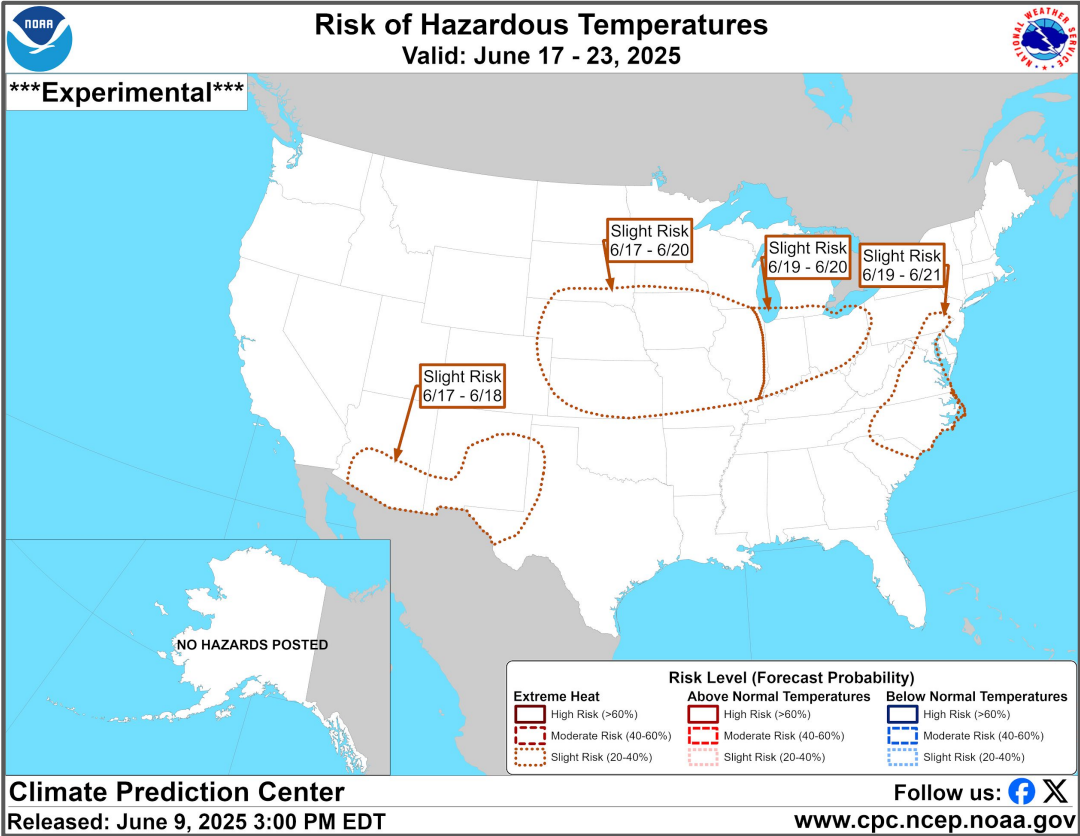 NOAA
Risk of Hazardous Temperatures
Valid: June 17 - 23, 2025
NATIONAL WEATHER SERVICE
***Experimental***
Slight Risk
6/17 - 6/20
Slight Risk
6/19 - 6/20
Slight Risk
6/19 - 6/21
Slight Risk
6/17 - 6/18
NO HAZARDS POSTED
Risk Level (Forecast Probability)
Extreme Heat
High Risk (>60%)
Moderate Risk (40-60%)
Slight Risk (20-40%)
Above Normal Temperatures
High Risk (>60%)
Moderate Risk (40-60%)
Slight Risk (20-40%)
Below Normal Temperatures
High Risk (>60%)
Moderate Risk (40-60%)
Slight Risk (20-40%)
Climate Prediction Center
Follow us:
Released: June 9, 2025 3:00 PM EDT
www.cpc.ncep.noaa.gov